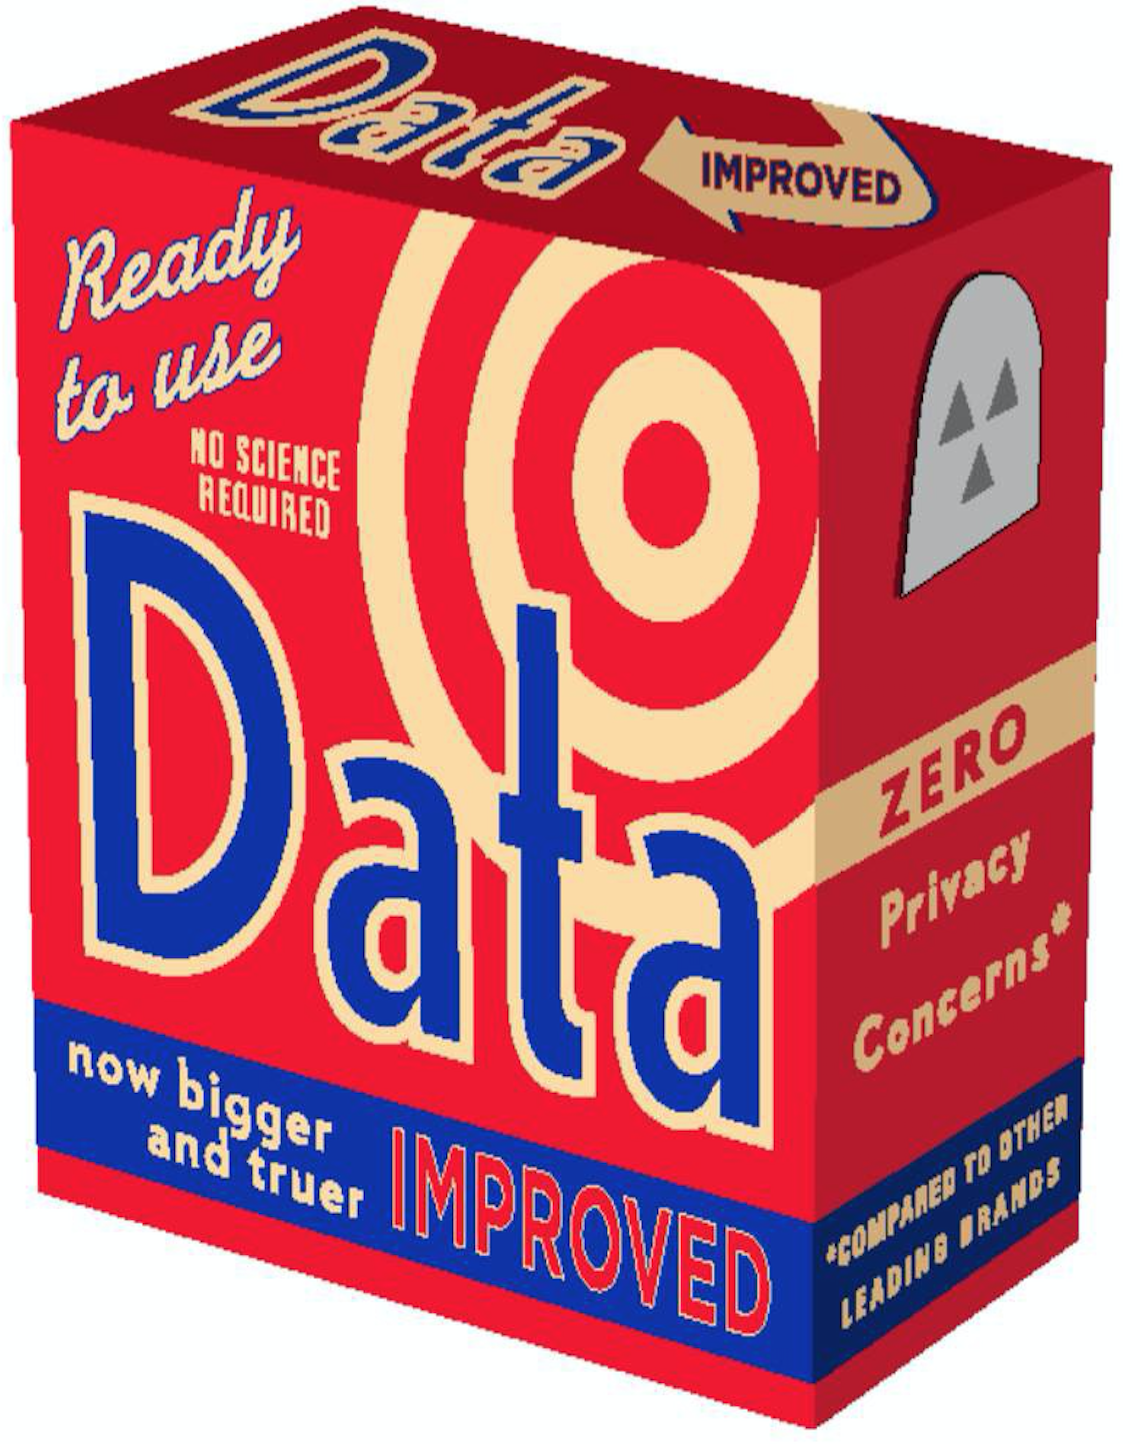 Data
IMPROVED
Ready
to use
NO SCIENCE
REQUIRED
Data
now bigger
and truer
IMPROVED
ZERO
Privacy
Concerns*
*COMPARED TO OTHER
LEADING BRANDS